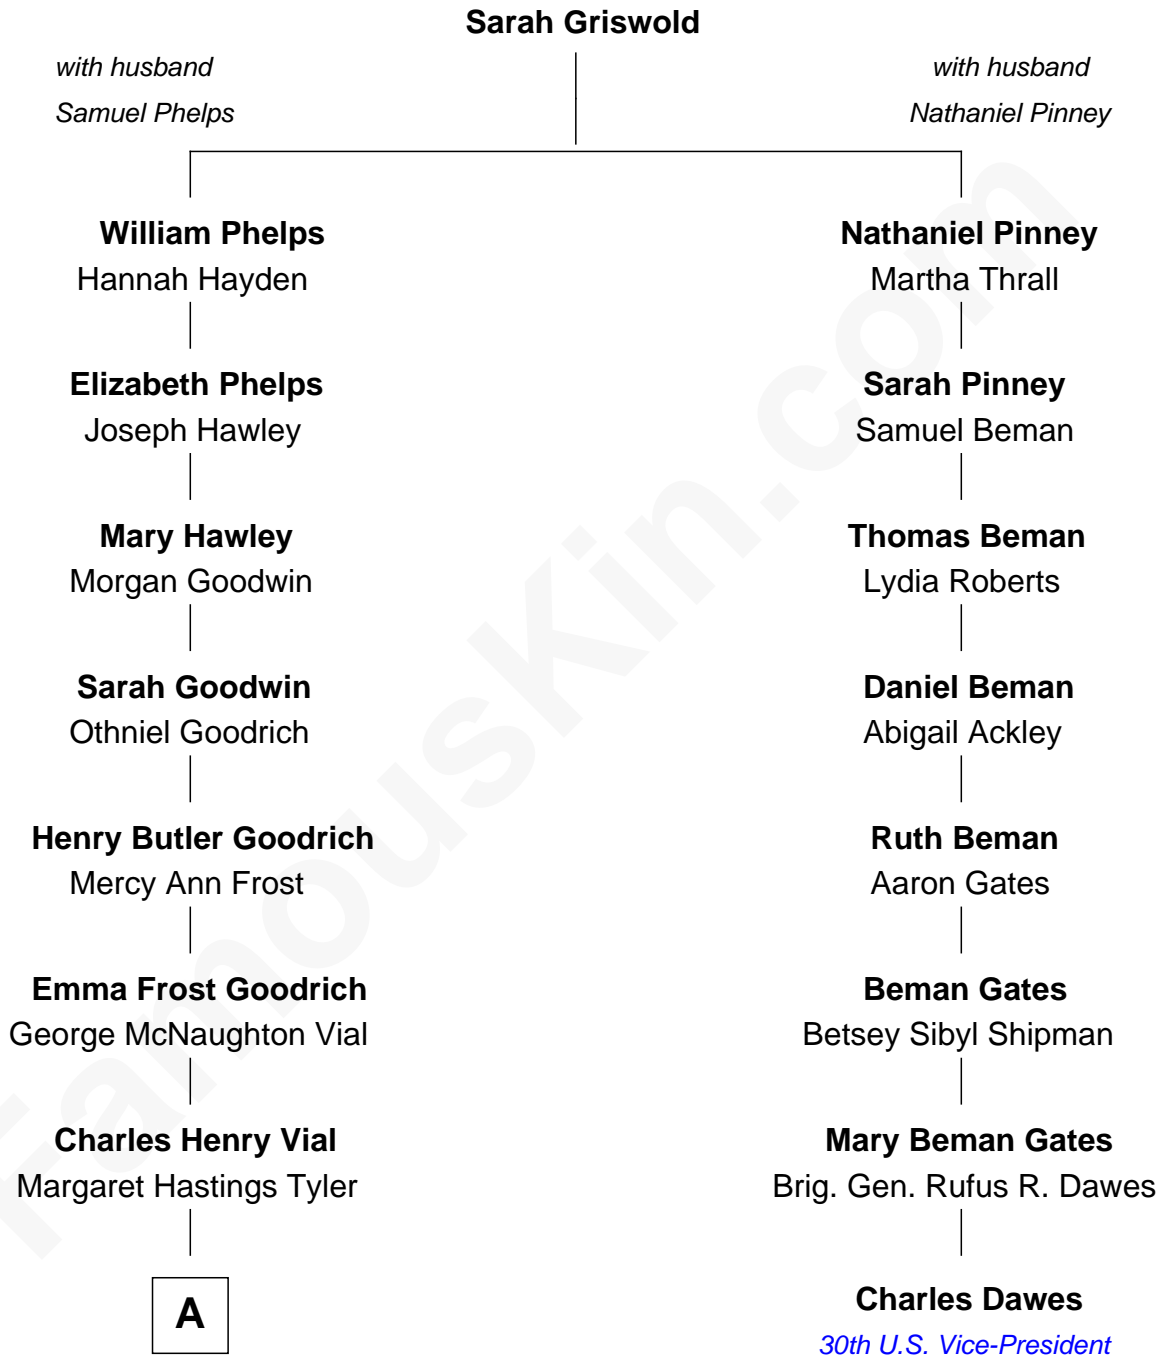 Sarah Griswold
with husband
Samuel Phelps
with husband
Nathaniel Pinney
William Phelps
Hannah Hayden
Nathaniel Pinney
Martha Thrall
Elizabeth Phelps
Joseph Hawley
Sarah Pinney
Samuel Beman
Mary Hawley
Morgan Goodwin
Thomas Beman
Lydia Roberts
Sarah Goodwin
Othniel Goodrich
Daniel Beman
Abigail Ackley
Henry Butler Goodrich
Mercy Ann Frost
Ruth Beman
Aaron Gates
Emma Frost Goodrich
George McNaughton Vial
Beman Gates
Betsey Sibyl Shipman
Charles Henry Vial
Margaret Hastings Tyler
Mary Beman Gates
Brig. Gen. Rufus R. Dawes
A
Charles Dawes
30th U.S. Vice-President
FamousKin.com